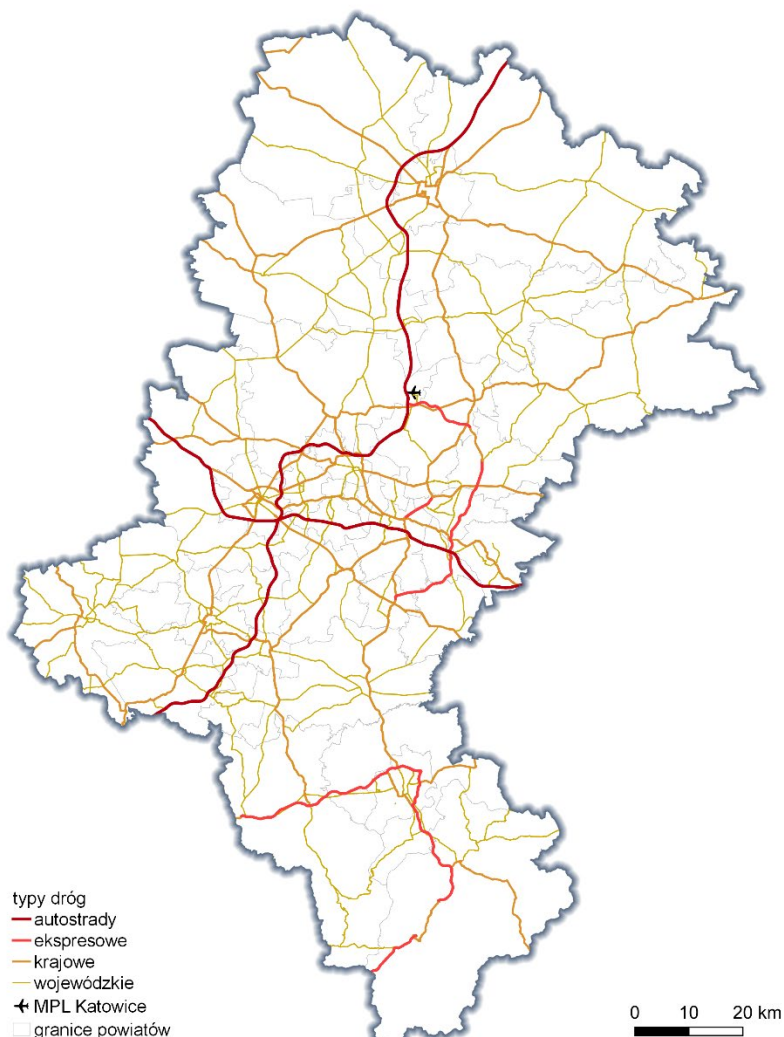 typy dróg
autostrady
ekspresowe
krajowe
wojewódzkie
MPL Katowice
granice powiatów
0 10 20 km